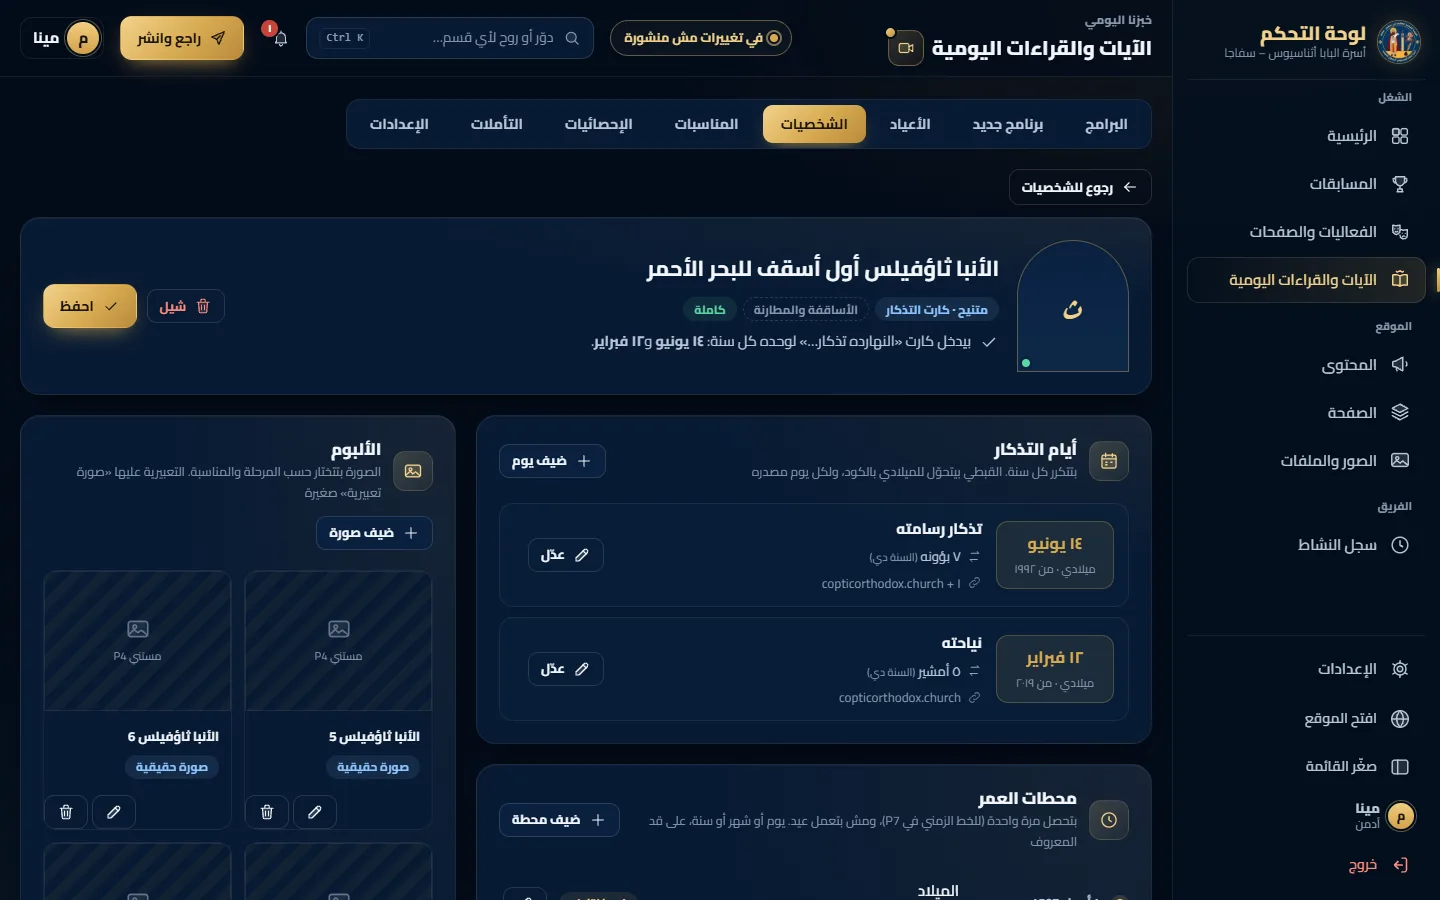 لوحة التحكم
أسرة البابا أثناسيوس – سفاجا
الشغل
الرئيسية
المسابقات
الفعاليات والصفحات
الآيات والقراءات اليومية
الموقع
المحتوى
الصفحة
الصور والملفات
الفريق
سجل النشاط
الإعدادات
افتح الموقع
صغّر القائمة
م
مينا
أدمن
خروج
خبزنا اليومي
الآيات والقراءات اليومية
في تغييرات مش منشورة
دوّر أو روح لأي قسم...
Ctrl K
١
راجع وانشر
م
مينا
البرامج
برنامج جديد
الأعياد
الشخصيات
المناسبات
الإحصائيات
التأملات
الإعدادات
رجوع للشخصيات
ث
الأنبا ثاؤفيلس أول أسقف للبحر الأحمر
متنيح · كارت التذكار
الأساقفة والمطارنة
كاملة
بيدخل كارت «النهارده تذكار...» لوحده كل سنة: ١٤ يونيو و١٢ فبراير.
شيل
احفظ
أيام التذكار
بتتكرر كل سنة. القبطي بيتحوّل للميلادي بالكود، ولكل يوم مصدره
ضيف يوم
١٤ يونيو
ميلادي · من ١٩٩٢
تذكار رسامته
٧ بؤونه (السنة دي)
copticorthodox.church + ١
عدّل
١٢ فبراير
ميلادي · من ٢٠١٩
نياحته
٥ أمشير (السنة دي)
copticorthodox.church
عدّل
محطات العمر
بتحصل مرة واحدة (للخط الزمني في P7)، ومش بتعمل عيد. يوم أو شهر أو سنة، على قد
المعروف
ضيف محطة
الميلاد
الألبوم
الصورة بتتختار حسب المرحلة والمناسبة. التعبيرية عليها «صورة
تعبيرية» صغيرة
ضيف صورة
مستني P4
الأنبا ثاؤفيلس 5
صورة حقيقية
مستني P4
الأنبا ثاؤفيلس 6
صورة حقيقية